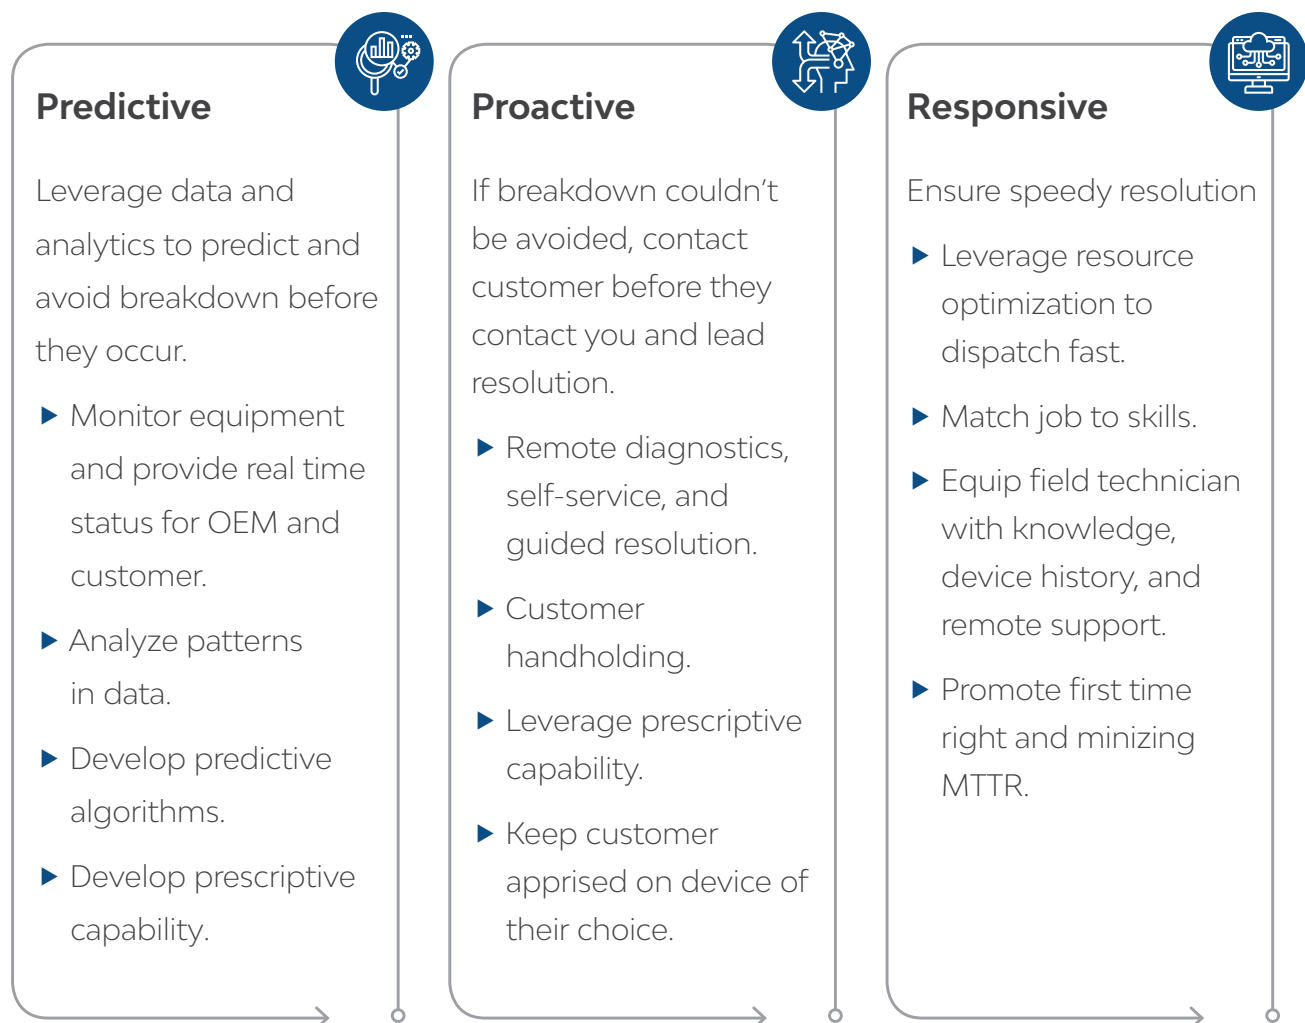 Predictive
Leverage data and
analytics to predict and
avoid breakdown before
they occur.
Monitor equipment
and provide real time
status for OEM and
customer.
Analyze patterns
in data.
Develop predictive
algorithms.
Develop prescriptive
capability.
Proactive
If breakdown couldn't
be avoided, contact
customer before they
contact you and lead
resolution.
Remote diagnostics,
self-service, and
guided resolution.
Customer
handholding.
Leverage prescriptive
capability.
Keep customer
apprised on device of
their choice.
Responsive
Ensure speedy resolution
Leverage resource
optimization to
dispatch fast.
Match job to skills.
Equip field technician
with knowledge,
device history, and
remote support.
Promote first time
right and minizing
MTTR.